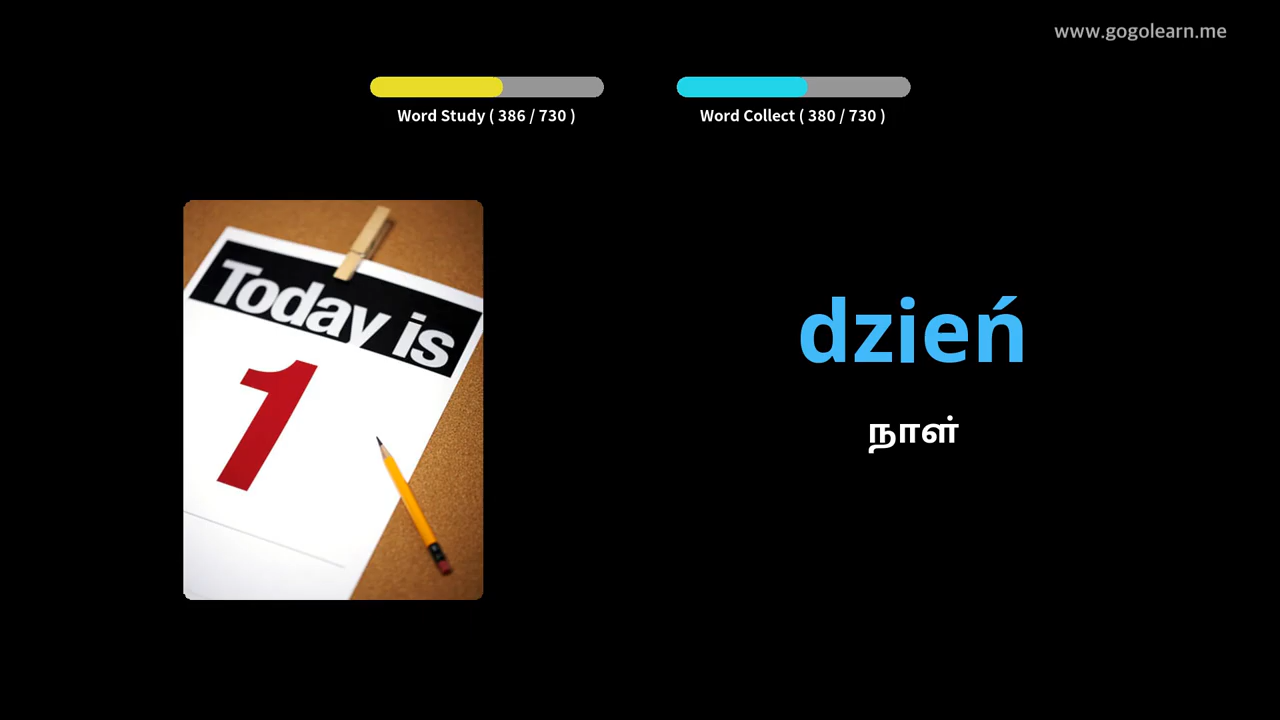 www.gogolearn.me
Word Study ( 386 / 730 )
Word Collect ( 380 / 730 )
Today is
1
dzień
நாள்